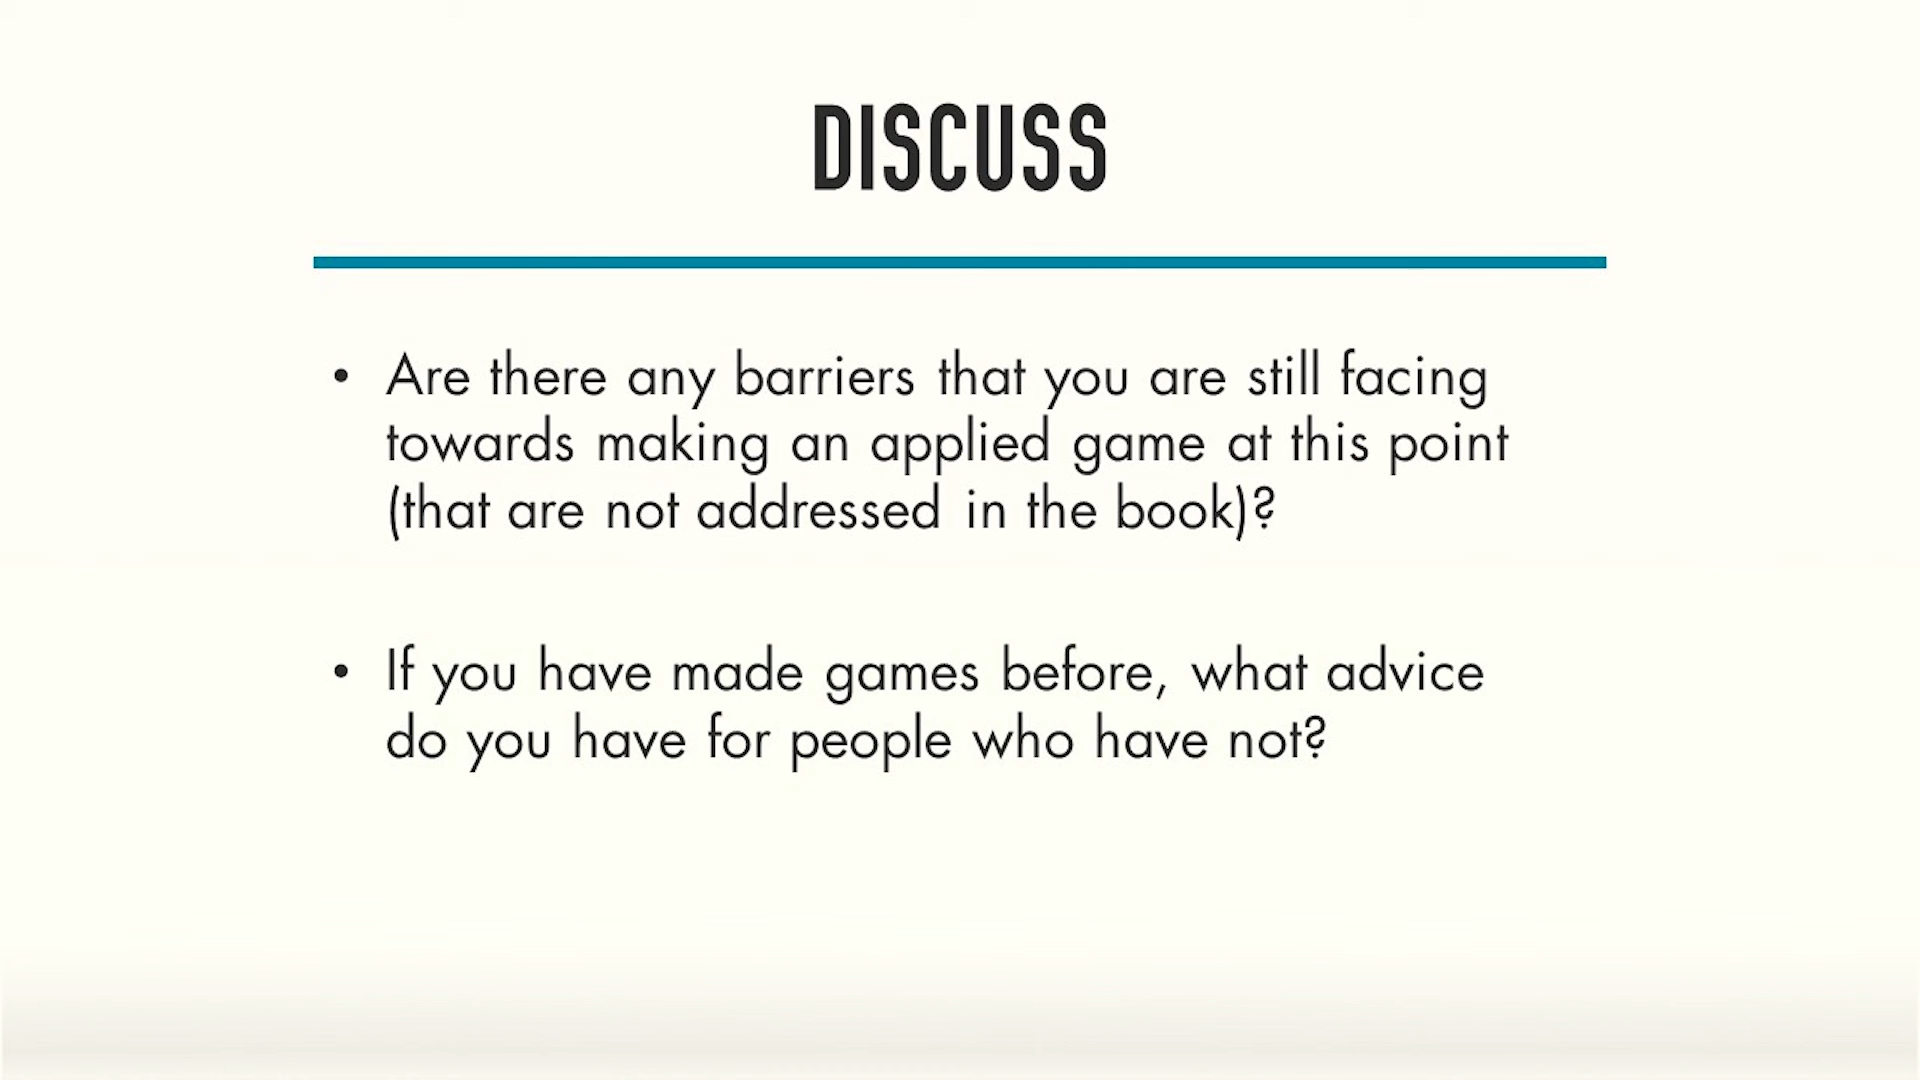 DISCUSS
• Are there any barriers that you are still facing
towards making an applied game at this point
(that are not addressed in the book)?
• If you have made games before, what advice
do you have for people who have not?